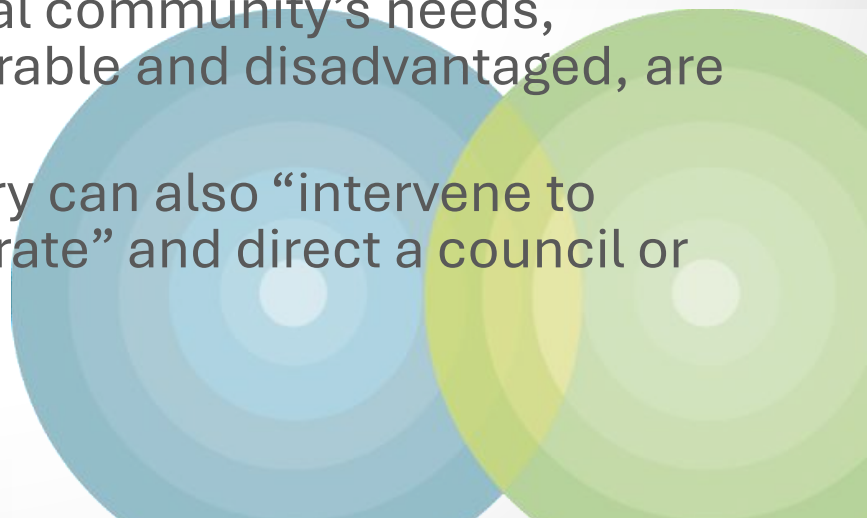 al community’s needs,
rable and disadvantaged, are
ry can also “intervene to
rate” and direct a council or